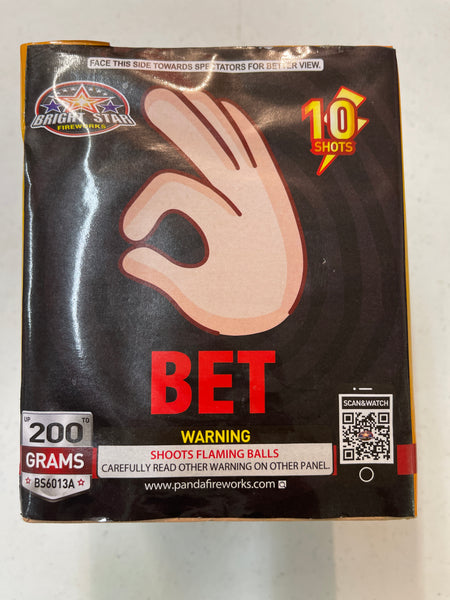 FACE THIS SIDE TOWARDS SPECTATORS FOR BETTER VIEW.
BRIGHT STAR
FIREWORKS
10
SHOTS
BET
UP TO
200
GRAMS
BS6013A
SCAN&WATCH
WARNING
SHOOTS FLAMING BALLS
CAREFULLY READ OTHER WARNING ON OTHER PANEL.
www.pandafireworks.com